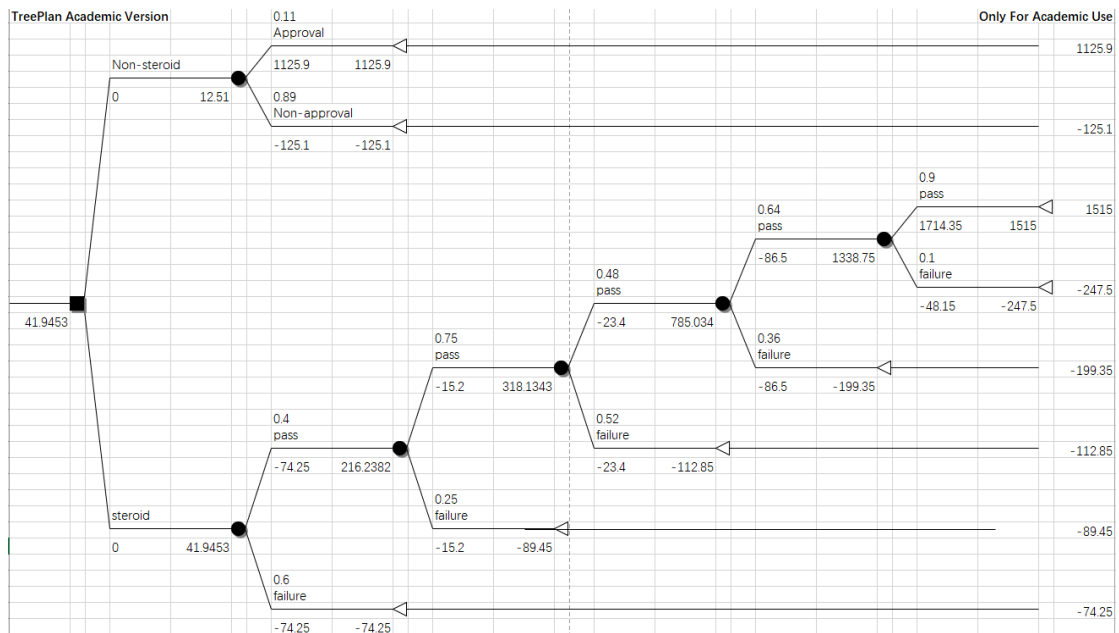 TreePlan Academic Version
Only For Academic Use
0.11
Approval
1125.9
Non-steroid
1125.9 1125.9
0 12.51
0.89
Non-approval
-125.1
-125.1 -125.1
0.9
pass
1515
0.64
pass
1714.35 1515
-86.5 1338.75
0.1
failure
0.48
pass
-247.5
-48.15 -247.5
41.9453
-23.4 785.034
0.75
pass
0.36
failure
-199.35
-15.2 318.1343
-86.5 -199.35
0.4
pass
0.52
failure
-112.85
-74.25 216.2382
-23.4 -112.85
0.25
failure
steroid
-89.45
0 41.9453
-15.2 -89.45
0.6
failure
-74.25
-74.25 -74.25